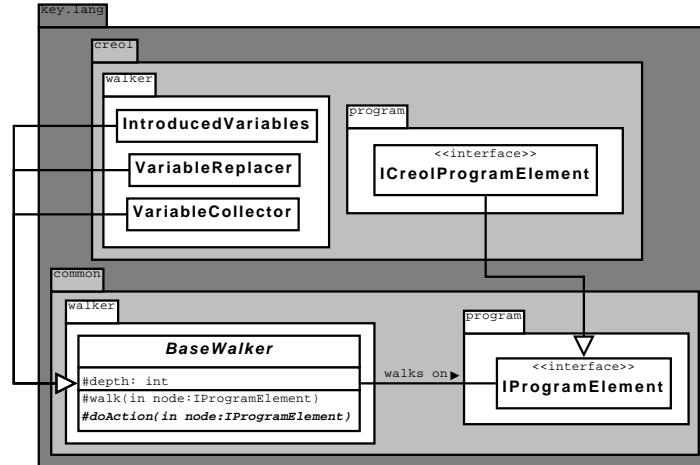 key.lang
creol
walker
IntroducedVariables
VariableReplacer
VariableCollector
program
<<interface>>
ICreolProgramElement
common
walker
BaseWalker
#depth: int
#walk(in node:IProgramElement)
#doAction(in node:IProgramElement)
walks on
program
<<interface>>
IProgramElement